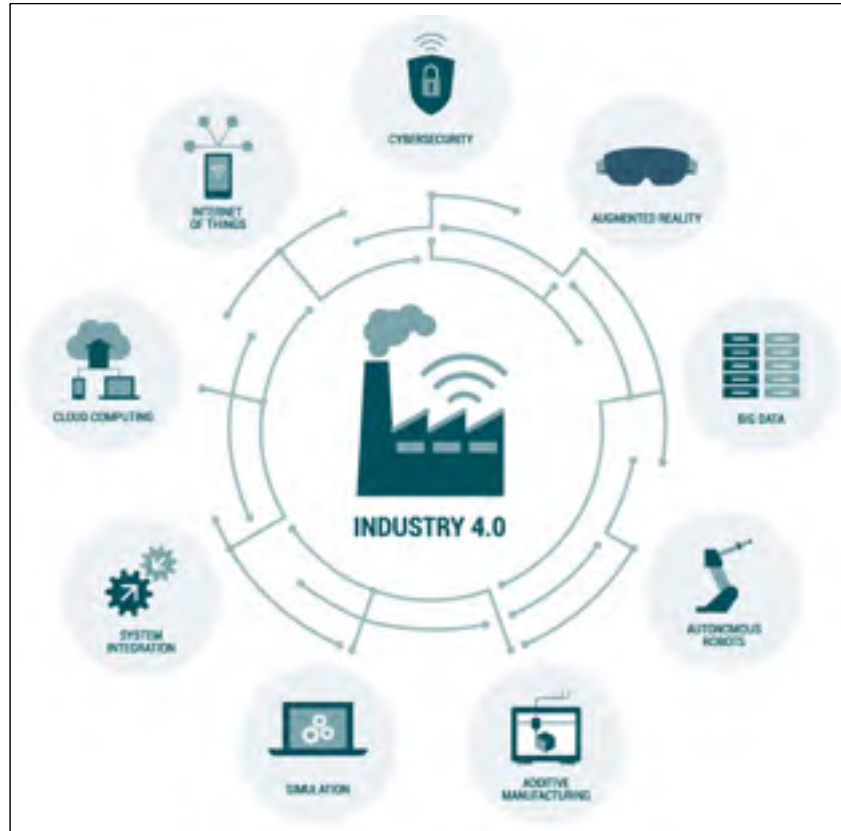 CYBERSECURITY
AUGMENTED REALITY
BIG DATA
AUTONOMOUS
ROBOTS
ADDITIVE
MANUFACTURING
SIMULATION
SYSTEM
INTEGRATION
CLOUD COMPUTING
INTERNET
OF THINGS
INDUSTRY 4.0